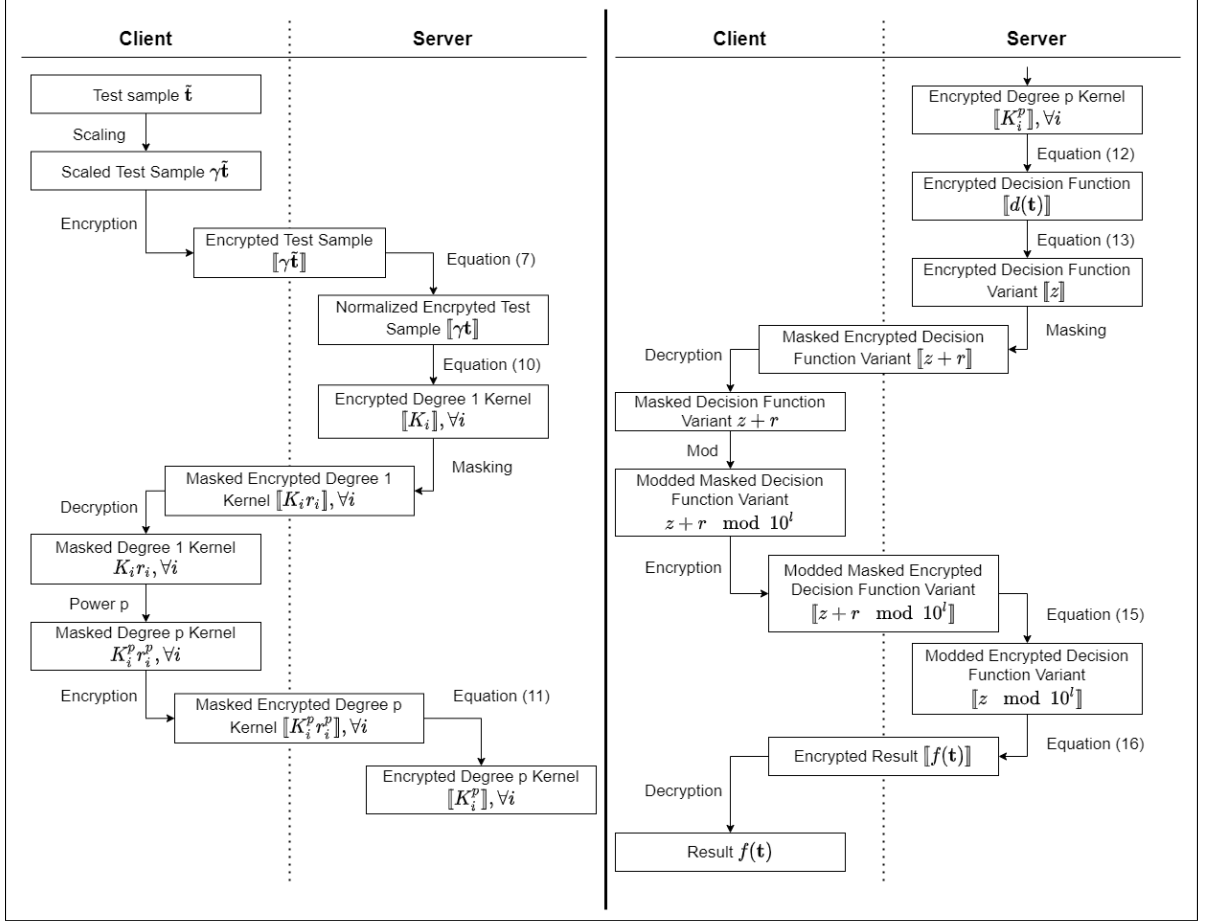 Client
Server
Test sample t̃
Scaling
Scaled Test Sample γt̃
Encryption
Encrypted Test Sample
⟦γt̃⟧
Equation (7)
Normalized Encrpyted Test
Sample ⟦γt⟧
Equation (10)
Encrypted Degree 1 Kernel
⟦K_i⟧, ∀i
Masking
Masked Encrypted Degree 1
Kernel ⟦K_i r_i⟧, ∀i
Decryption
Masked Degree 1 Kernel
K_i r_i, ∀i
Power p
Masked Degree p Kernel
K_i^p r_i^p, ∀i
Encryption
Masked Encrypted Degree p
Kernel ⟦K_i^p r_i^p⟧, ∀i
Equation (11)
Encrypted Degree p Kernel
⟦K_i^p⟧, ∀i
Client
Server
Encrypted Degree p Kernel
⟦K_i^p⟧, ∀i
Equation (12)
Encrypted Decision Function
⟦d(t)⟧
Equation (13)
Encrypted Decision Function
Variant ⟦z⟧
Masking
Masked Encrypted Decision
Function Variant ⟦z + r⟧
Decryption
Masked Decision Function
Variant z + r
Mod
Modded Masked Decision
Function Variant
z + r mod 10^l
Encryption
Modded Masked Encrypted
Decision Function Variant
⟦z + r mod 10^l⟧
Equation (15)
Modded Encrypted Decision
Function Variant
⟦z mod 10^l⟧
Equation (16)
Encrypted Result ⟦f(t)⟧
Decryption
Result f(t)